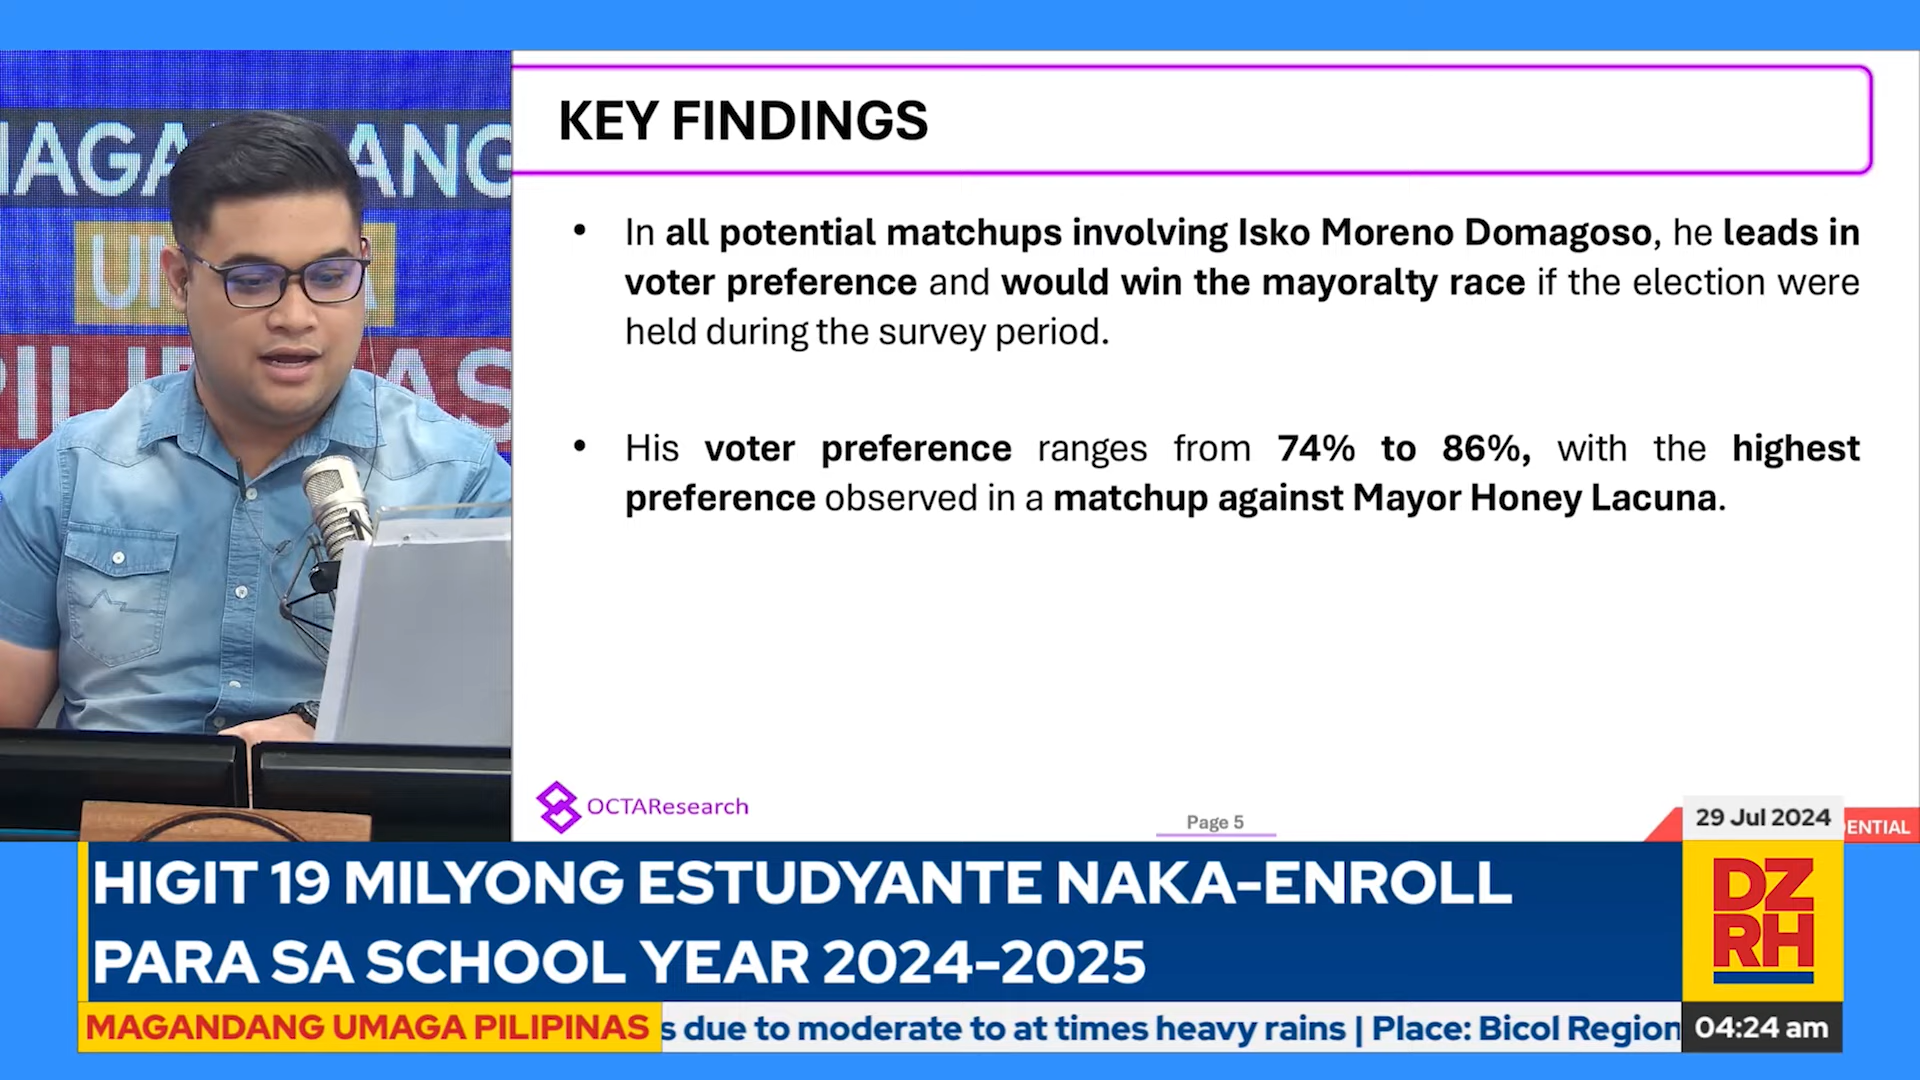 KEY FINDINGS
• In all potential matchups involving Isko Moreno Domagoso, he leads in
voter preference and would win the mayoralty race if the election were
held during the survey period.
• His voter preference ranges from 74% to 86%, with the highest
preference observed in a matchup against Mayor Honey Lacuna.
OCTAResearch
Page 5
29 Jul 2024
ENTIAL
HIGIT 19 MILYONG ESTUDYANTE NAKA-ENROLL
PARA SA SCHOOL YEAR 2024-2025
DZ
RH
MAGANDANG UMAGA PILIPINAS
s due to moderate to at times heavy rains | Place: Bicol Region
04:24 am